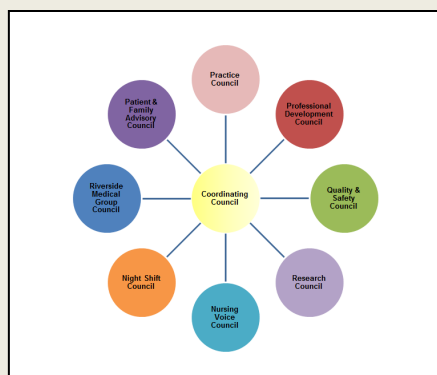 Practice
Council
Patient &
Family
Advisory
Council
Professional
Development
Council
Riverside
Medical
Group
Council
Coordinating
Council
Quality &
Safety
Council
Night Shift
Council
Research
Council
Nursing
Voice
Council